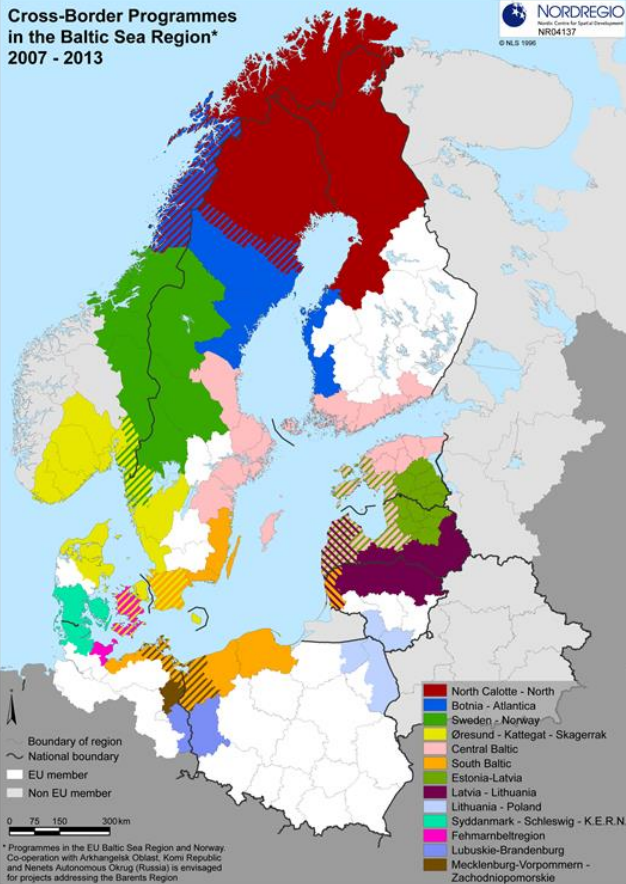 Cross-Border Programmes
in the Baltic Sea Region*
2007 - 2013
NORDREGIO
Nordic Centre for Spatial Development
NR04137
© NLS 1996
North Calotte - North
Botnia - Atlantica
Sweden - Norway
Øresund - Kattegat - Skagerrak
Central Baltic
South Baltic
Estonia-Latvia
Latvia - Lithuania
Lithuania - Poland
Syddanmark - Schleswig - K.E.R.N
Fehmarnbeltregion
Lubuskie-Brandenburg
Mecklenburg-Vorpommern -
Zachodniopomorskie
Boundary of region
National boundary
EU member
Non EU member
0 75 150 300 km
* Programmes in the EU Baltic Sea Region and Norway.
Co-operation with Arkhangelsk Oblast, Komi Republic
and Nenets Autonomous Okrug (Russia) is envisaged
for projects addressing the Barents Region